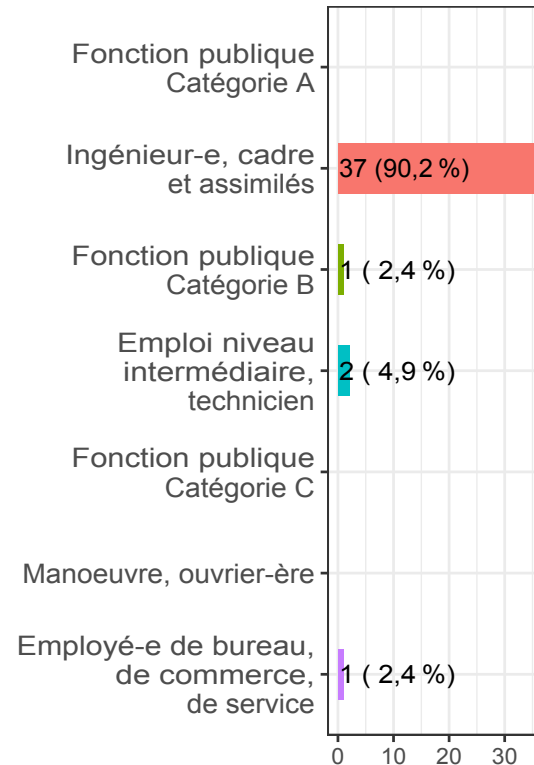 Fonction publique
Catégorie A
Ingénieur-e, cadre
et assimilés
37 (90,2 %)
Fonction publique
Catégorie B
1 ( 2,4 %)
Emploi niveau
intermédiaire,
technicien
2 ( 4,9 %)
Fonction publique
Catégorie C
Manoeuvre, ouvrier-ère
Employé-e de bureau,
de commerce,
de service
1 ( 2,4 %)
0 10 20 30